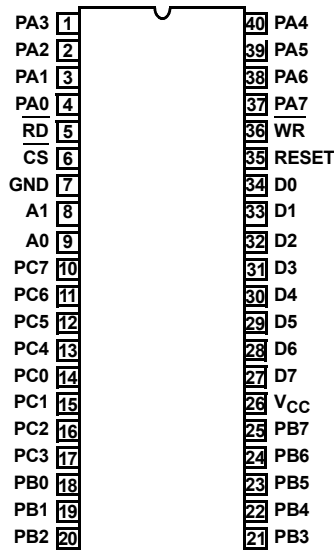 PA3 1 40 PA4
PA2 2 39 PA5
PA1 3 38 PA6
PA0 4 37 PA7
RD 5 36 WR
CS 6 35 RESET
GND 7 34 D0
A1 8 33 D1
A0 9 32 D2
PC7 10 31 D3
PC6 11 30 D4
PC5 12 29 D5
PC4 13 28 D6
PC0 14 27 D7
PC1 15 26 VCC
PC2 16 25 PB7
PC3 17 24 PB6
PB0 18 23 PB5
PB1 19 22 PB4
PB2 20 21 PB3